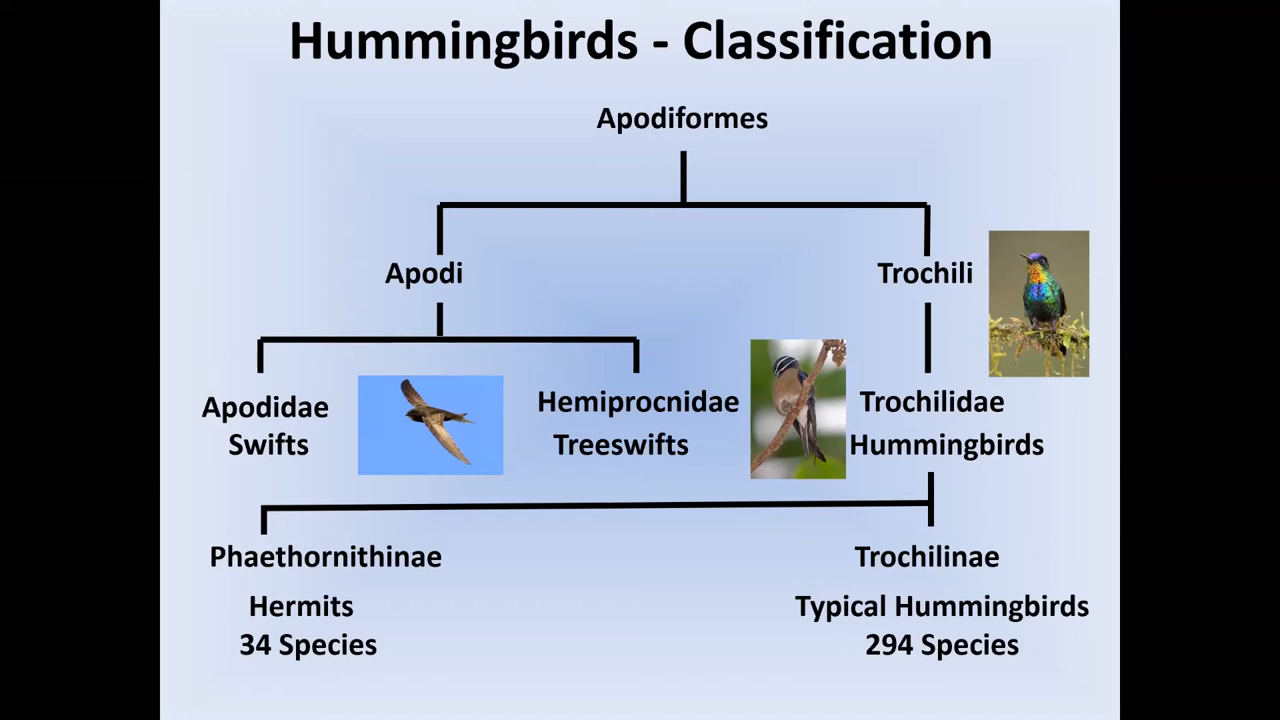 Hummingbirds - Classification
Apodiformes
Apodi
Trochili
Apodidae
Swifts
Hemiprocnidae
Treeswifts
Trochilidae
Hummingbirds
Phaethornithinae
Hermits
34 Species
Trochilinae
Typical Hummingbirds
294 Species